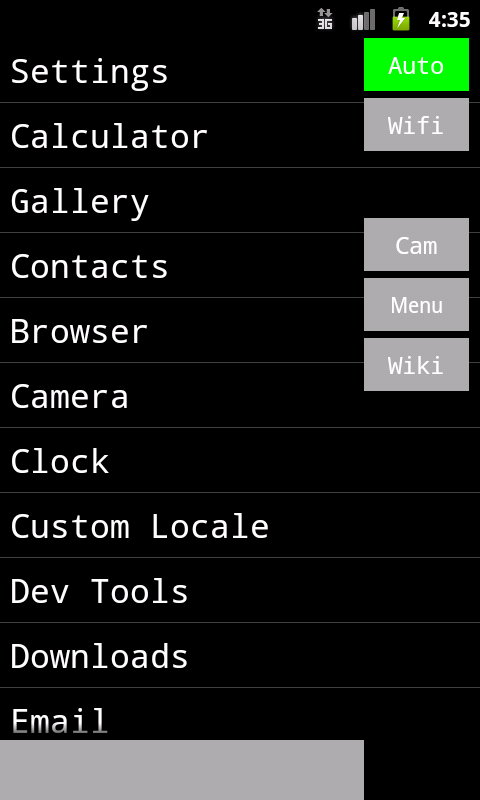 3G 4:35
Settings
Auto
Calculator
Wifi
Gallery
Contacts
Cam
Browser
Menu
Camera
Wiki
Clock
Custom Locale
Dev Tools
Downloads
Email